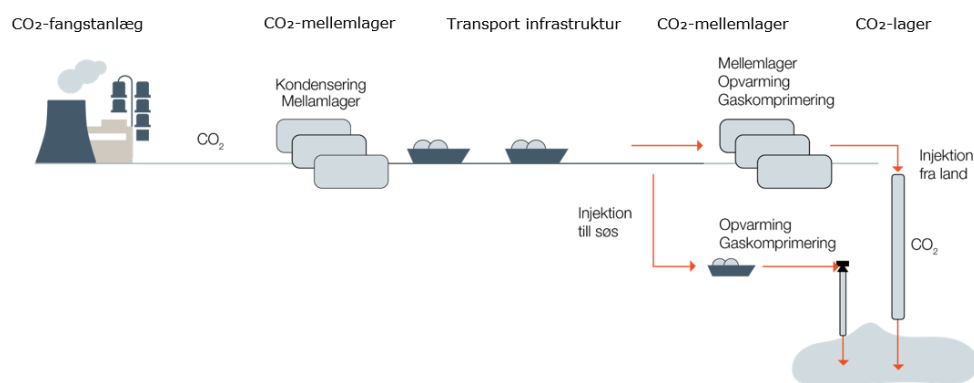 CO₂-fangstanlæg
CO₂-mellemlager
Transport infrastruktur
CO₂-mellemlager
CO₂-lager
Kondensering
Mellamlager
Mellemlager
Opvarming
Gaskomprimering
CO₂
Injektion
fra land
Injektion
till søs
Opvarming
Gaskomprimering
CO₂